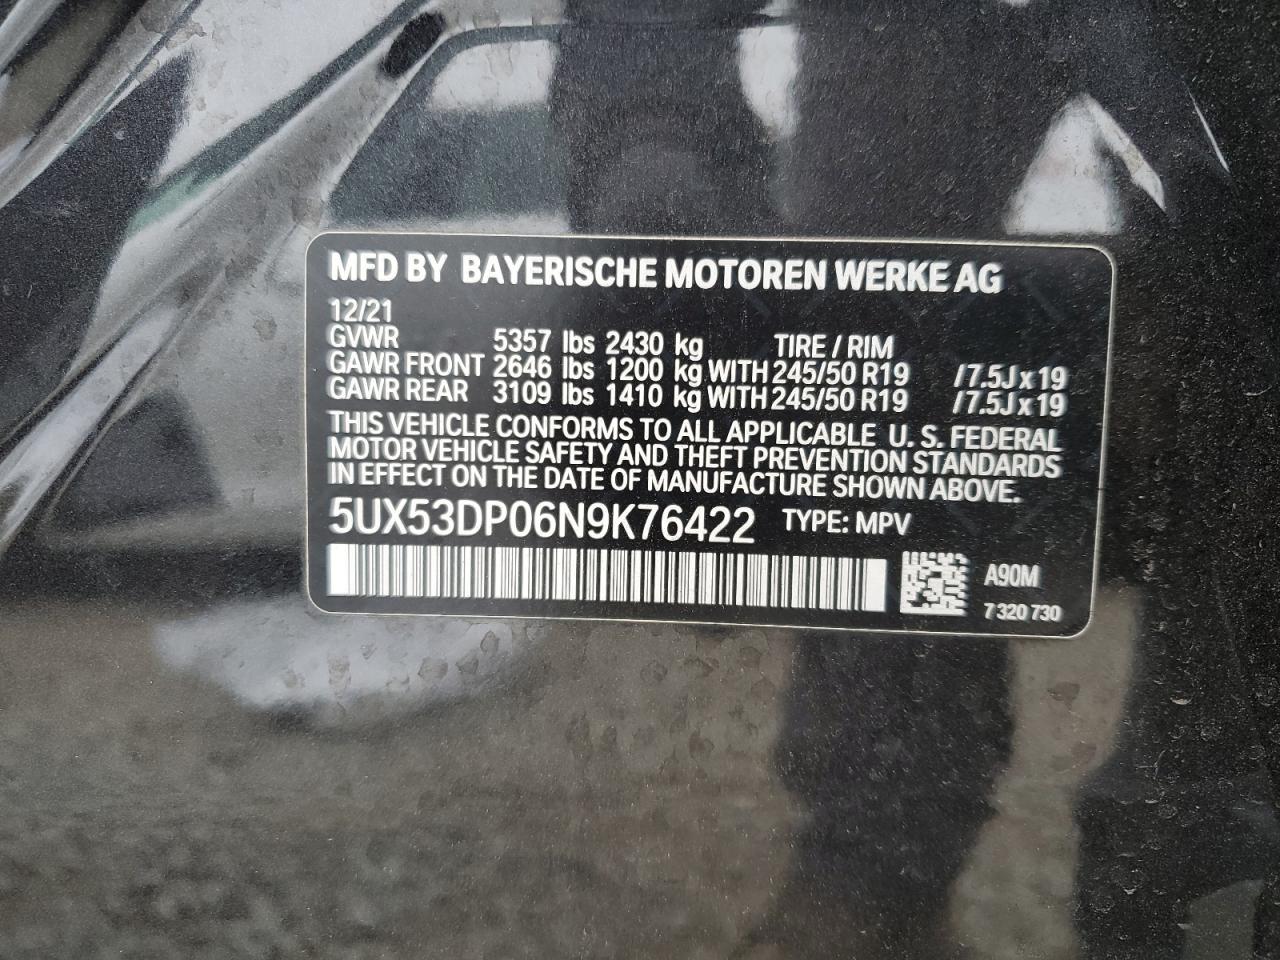 MFD BY BAYERISCHE MOTOREN WERKE AG
12/21
GVWR 5357 lbs 2430 kg TIRE / RIM
GAWR FRONT 2646 lbs 1200 kg WITH 245/50 R19 /7.5J x 19
GAWR REAR 3109 lbs 1410 kg WITH 245/50 R19 /7.5J x 19
THIS VEHICLE CONFORMS TO ALL APPLICABLE U. S. FEDERAL
MOTOR VEHICLE SAFETY AND THEFT PREVENTION STANDARDS
IN EFFECT ON THE DATE OF MANUFACTURE SHOWN ABOVE.
5UX53DP06N9K76422 TYPE: MPV
A90M
7 320 730